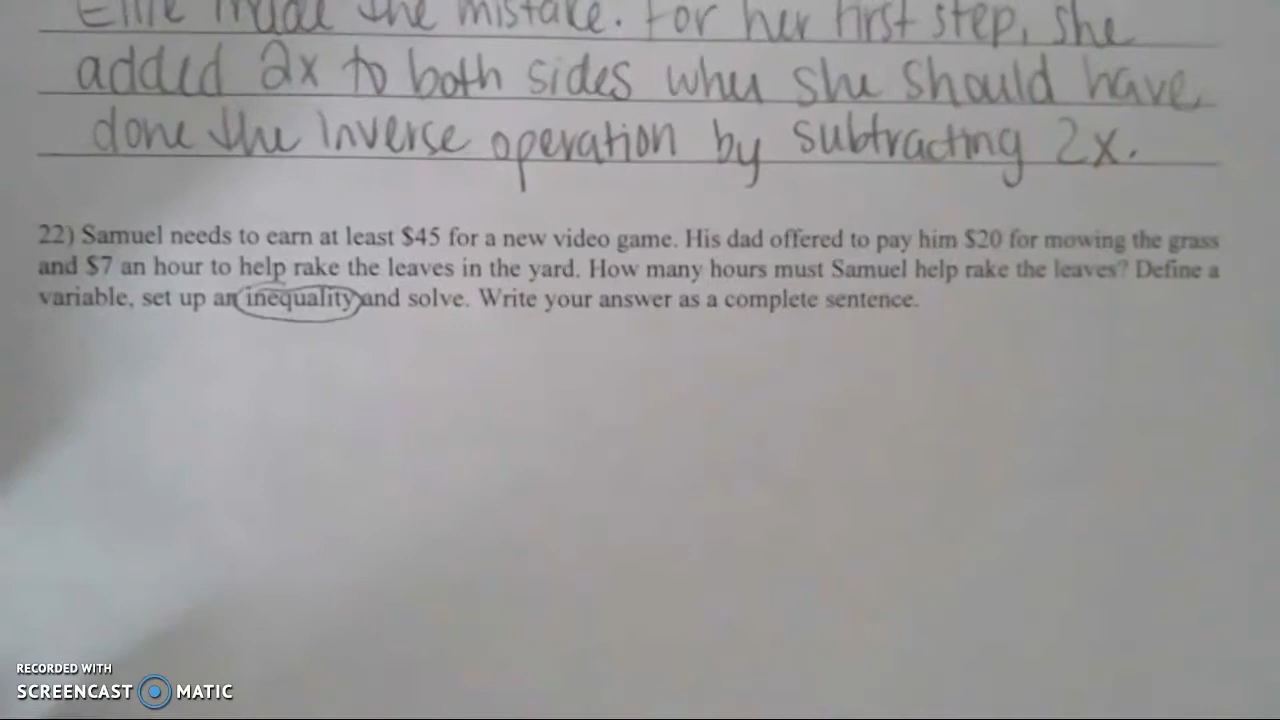 Ellie made the mistake. For her first step, she
added 2x to both sides when she should have
done the inverse operation by subtracting 2x.
22) Samuel needs to earn at least $45 for a new video game. His dad offered to pay him $20 for mowing the grass
and $7 an hour to help rake the leaves in the yard. How many hours must Samuel help rake the leaves? Define a
variable, set up an inequality and solve. Write your answer as a complete sentence.
RECORDED WITH
SCREENCAST MATIC